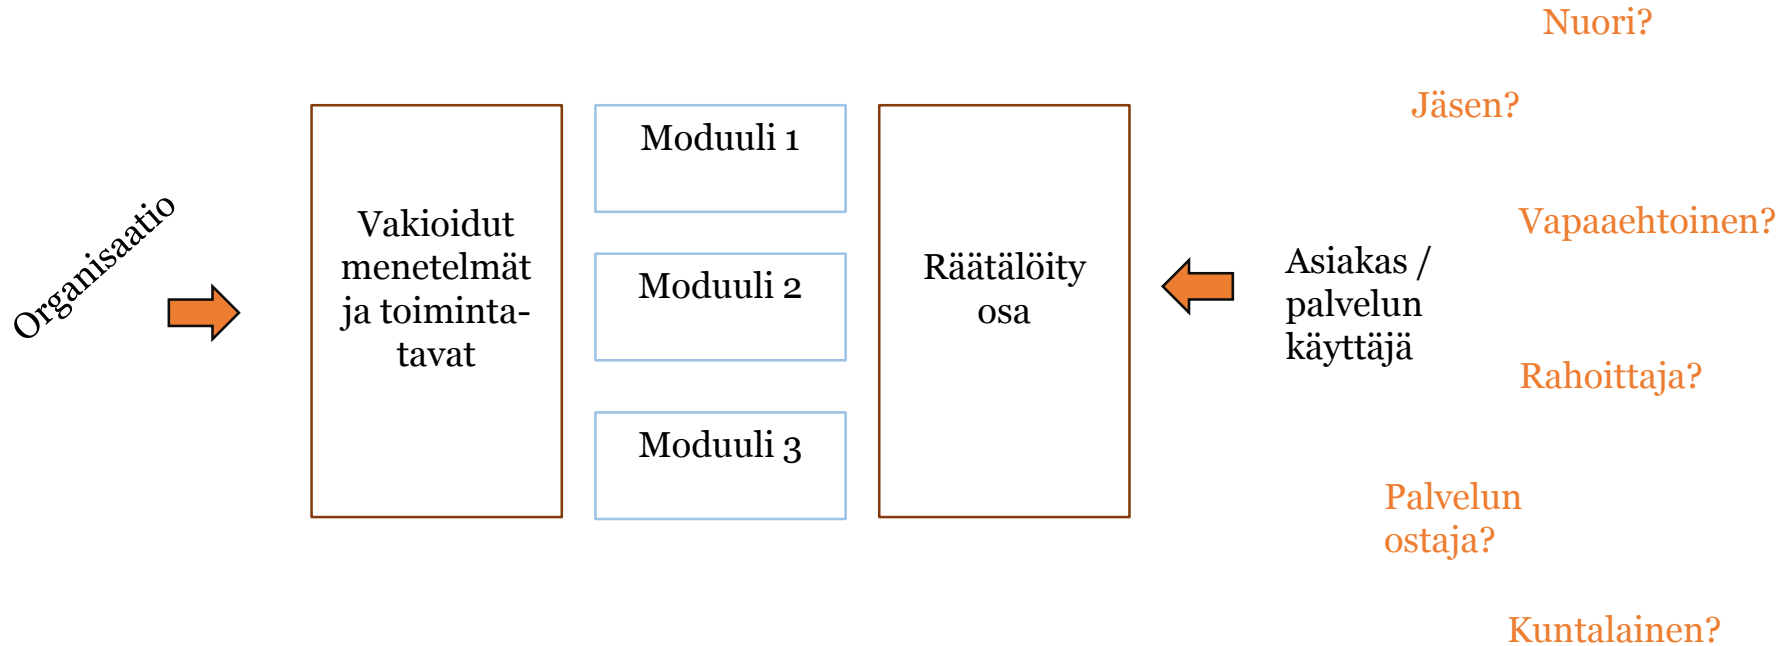 Organisaatio
Vakioidut
menetelmät
ja toiminta-
tavat
Moduuli 1
Moduuli 2
Moduuli 3
Räätälöity
osa
Asiakas /
palvelun
käyttäjä
Nuori?
Jäsen?
Vapaaehtoinen?
Rahoittaja?
Palvelun
ostaja?
Kuntalainen?